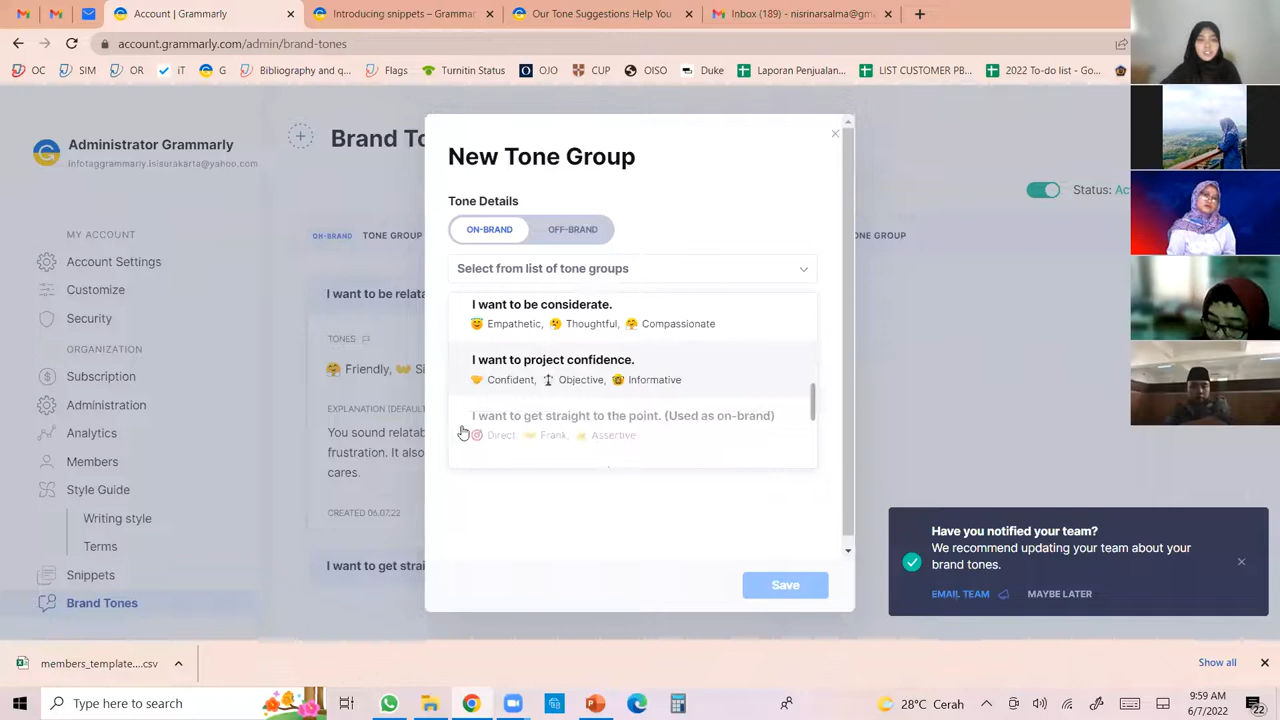 Account | Grammarly
Introducing snippets - Grammar
Our Tone Suggestions Help You
Inbox (189) - nisrinarsalma@gm
account.grammarly.com/admin/brand-tones
OC
SIM
OR
iT
G
Bibliography and q...
Flags
Turnitin Status
OJO
CUP
OISO
Duke
Laporan Penjualan...
LIST CUSTOMER PB...
2022 To-do list - Go...
Administrator Grammarly
infotaggrammarly.isisurakarta@yahoo.com
MY ACCOUNT
Account Settings
Customize
Security
ORGANIZATION
Subscription
Administration
Analytics
Members
Style Guide
Writing style
Terms
Snippets
Brand Tones
Brand To
Status: Ac
ON-BRAND TONE GROUP
ONE GROUP
I want to be relata
TONES
Friendly, Si
EXPLANATION (DEFAUL
You sound relatab
frustration. It also
cares.
CREATED 06.07.22
I want to get strai
New Tone Group
Tone Details
ON-BRAND OFF-BRAND
Select from list of tone groups
I want to be considerate.
Empathetic, Thoughtful, Compassionate
I want to project confidence.
Confident, Objective, Informative
I want to get straight to the point. (Used as on-brand)
Direct, Frank, Assertive
Save
Have you notified your team?
We recommend updating your team about your
brand tones.
EMAIL TEAM MAYBE LATER
members_template....csv
Show all
Type here to search
28°C Cerah
9:59 AM
6/7/2022
22